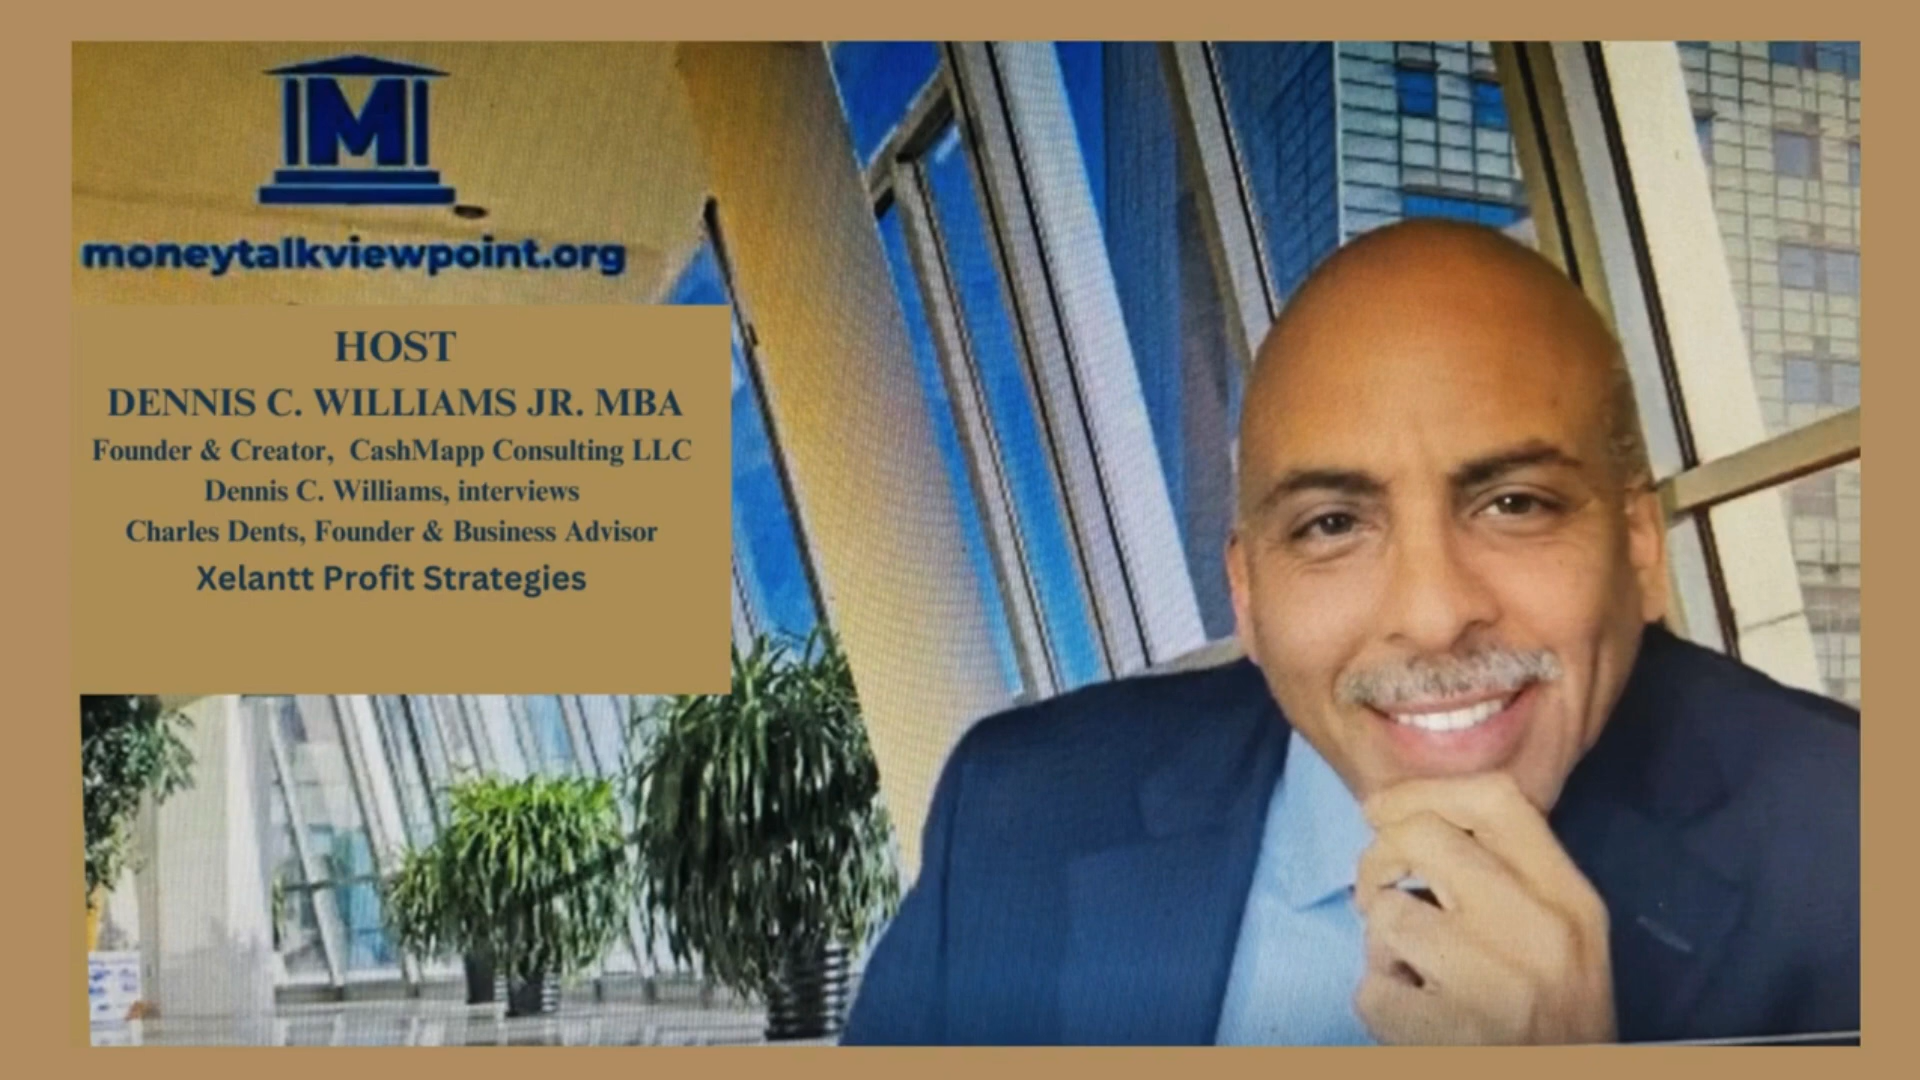 M
moneytalkviewpoint.org
HOST
DENNIS C. WILLIAMS JR. MBA
Founder & Creator, CashMapp Consulting LLC
Dennis C. Williams, interviews
Charles Dents, Founder & Business Advisor
Xelantt Profit Strategies